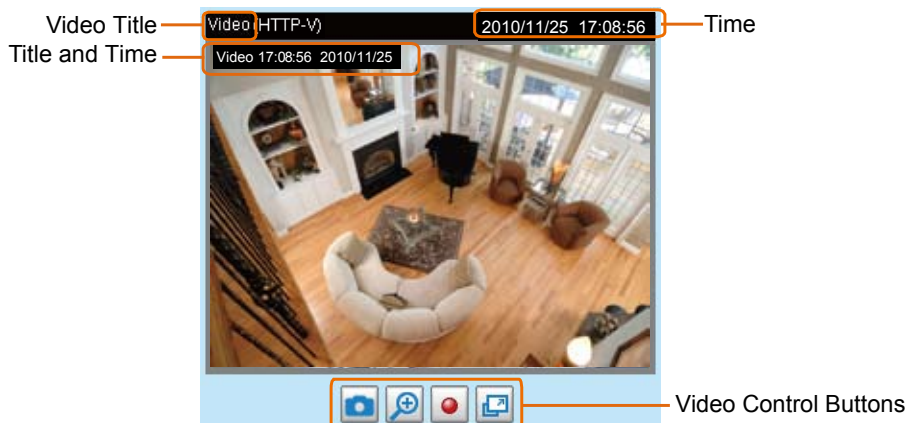 Video Title
Video (HTTP-V)
2010/11/25 17:08:56
Time
Title and Time
Video 17:08:56 2010/11/25
Video Control Buttons